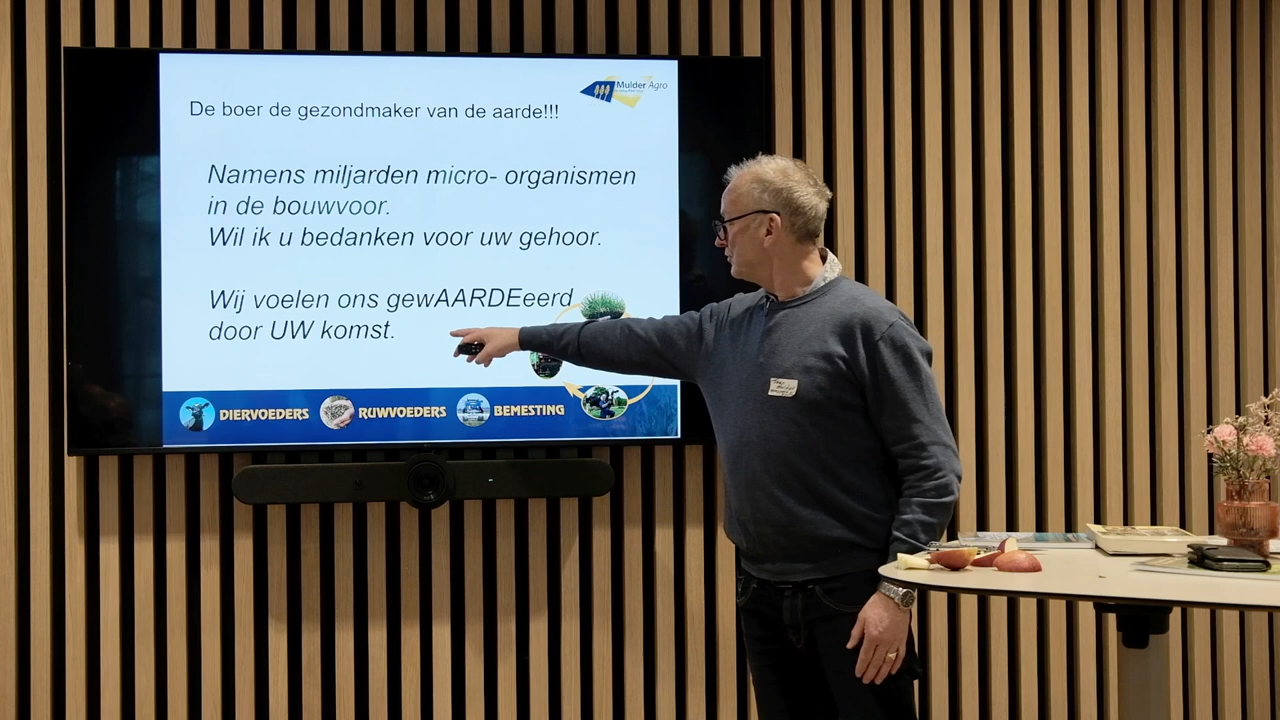 Mulder Agro
De boer de gezondmaker van de aarde!!!
Namens miljarden micro- organismen
in de bouwvoor.
Wil ik u bedanken voor uw gehoor.
Wij voelen ons gewAARDEeerd
door UW komst.
DIERVOEDERS RUWVOEDERS BEMESTING